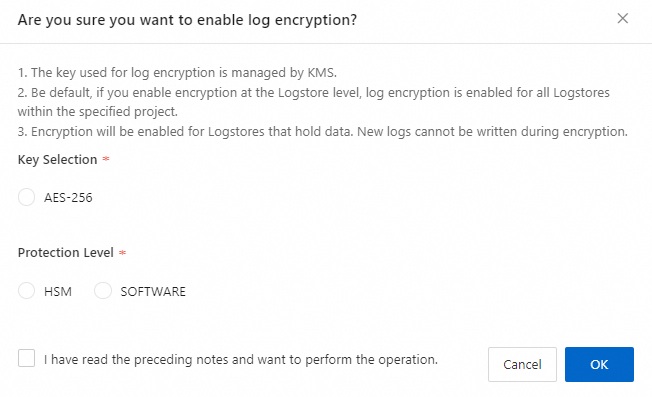 Are you sure you want to enable log encryption?
1. The key used for log encryption is managed by KMS.
2. Be default, if you enable encryption at the Logstore level, log encryption is enabled for all Logstores
within the specified project.
3. Encryption will be enabled for Logstores that hold data. New logs cannot be written during encryption.
Key Selection *
AES-256
Protection Level *
HSM SOFTWARE
I have read the preceding notes and want to perform the operation. Cancel OK